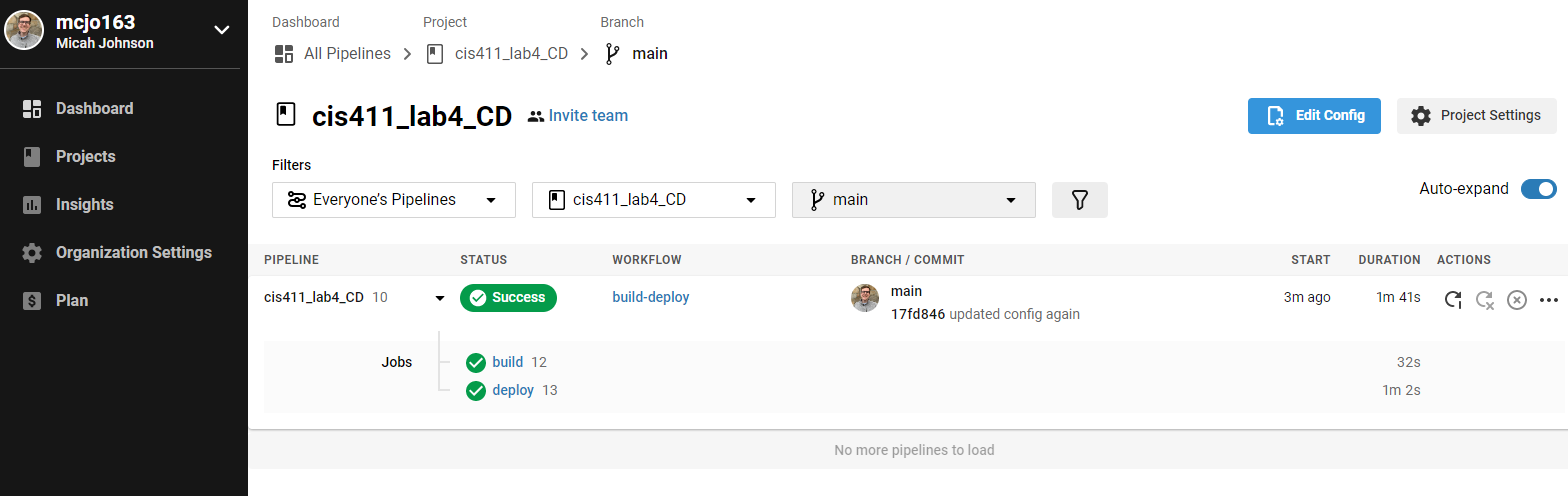 mcjo163
Micah Johnson
Dashboard
Projects
Insights
Organization Settings
Plan
Dashboard Project Branch
All Pipelines cis411_lab4_CD main
cis411_lab4_CD Invite team Edit Config Project Settings
Filters
Everyone's Pipelines cis411_lab4_CD main Auto-expand
PIPELINE STATUS WORKFLOW BRANCH / COMMIT START DURATION ACTIONS
cis411_lab4_CD 10 Success build-deploy main 3m ago 1m 41s
17fd846 updated config again
Jobs build 12 32s
deploy 13 1m 2s
No more pipelines to load